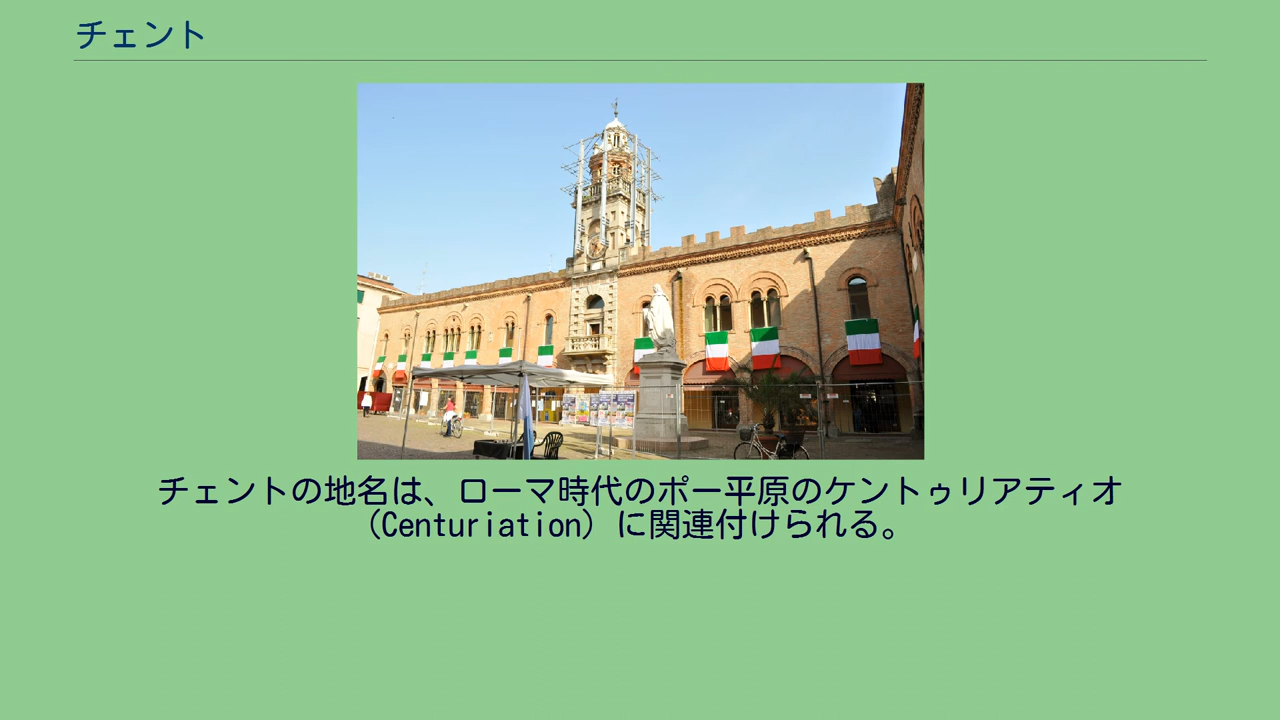 チェント
チェントの地名は、ローマ時代のポー平原のケントゥリアティオ
（Centuriation）に関連付けられる。